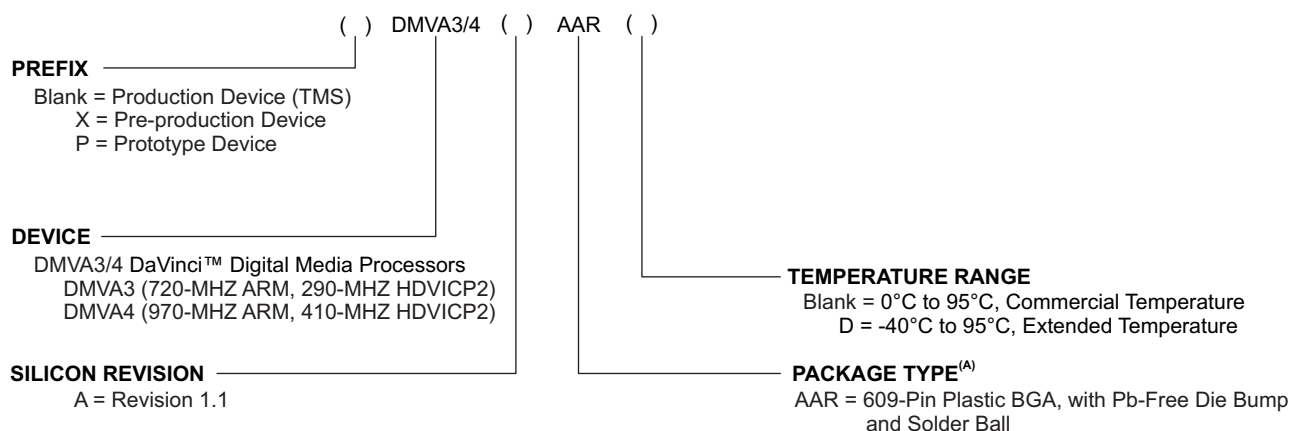 ( ) DMVA3/4 ( ) AAR ( )
PREFIX
Blank = Production Device (TMS)
X = Pre-production Device
P = Prototype Device
DEVICE
DMVA3/4 DaVinci™ Digital Media Processors
DMVA3 (720-MHZ ARM, 290-MHZ HDVICP2)
DMVA4 (970-MHZ ARM, 410-MHZ HDVICP2)
SILICON REVISION
A = Revision 1.1
TEMPERATURE RANGE
Blank = 0°C to 95°C, Commercial Temperature
D = -40°C to 95°C, Extended Temperature
PACKAGE TYPE(A)
AAR = 609-Pin Plastic BGA, with Pb-Free Die Bump
and Solder Ball